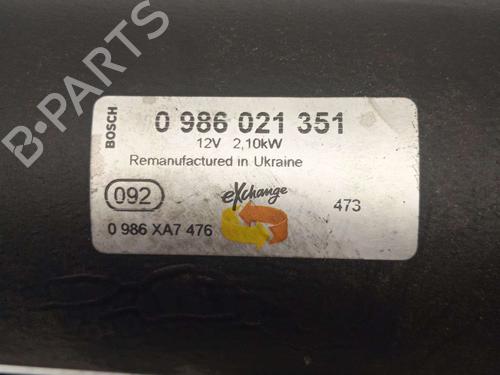 BOSCH
0 986 021 351
12V 2,10kW
Remanufactured in Ukraine
092
eXchange
473
0 986 XA7 476
B-PARTS